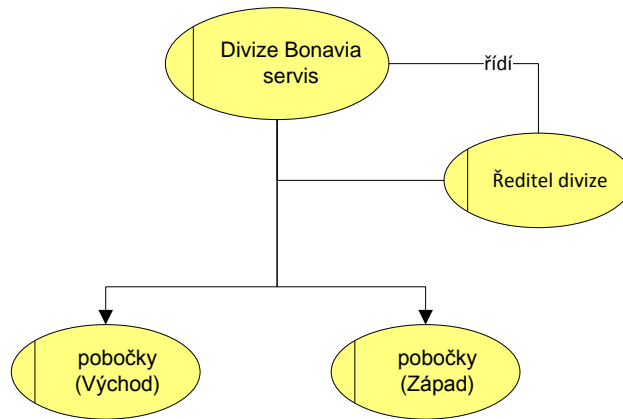 Divize Bonavia
servis
řídí
Ředitel divize
pobočky
(Východ)
pobočky
(Západ)